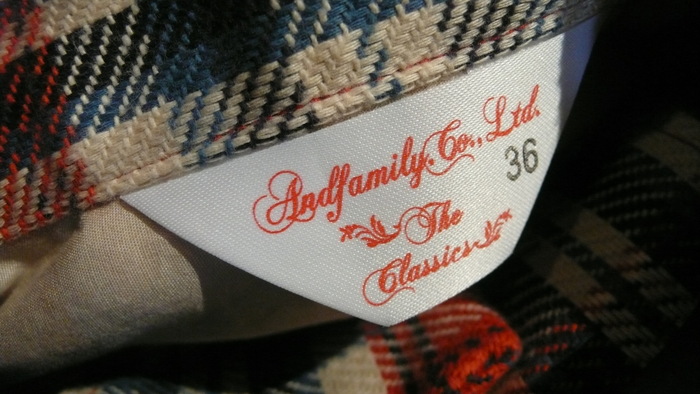 Andfamily.Co.,Ltd.
36
The
Classics